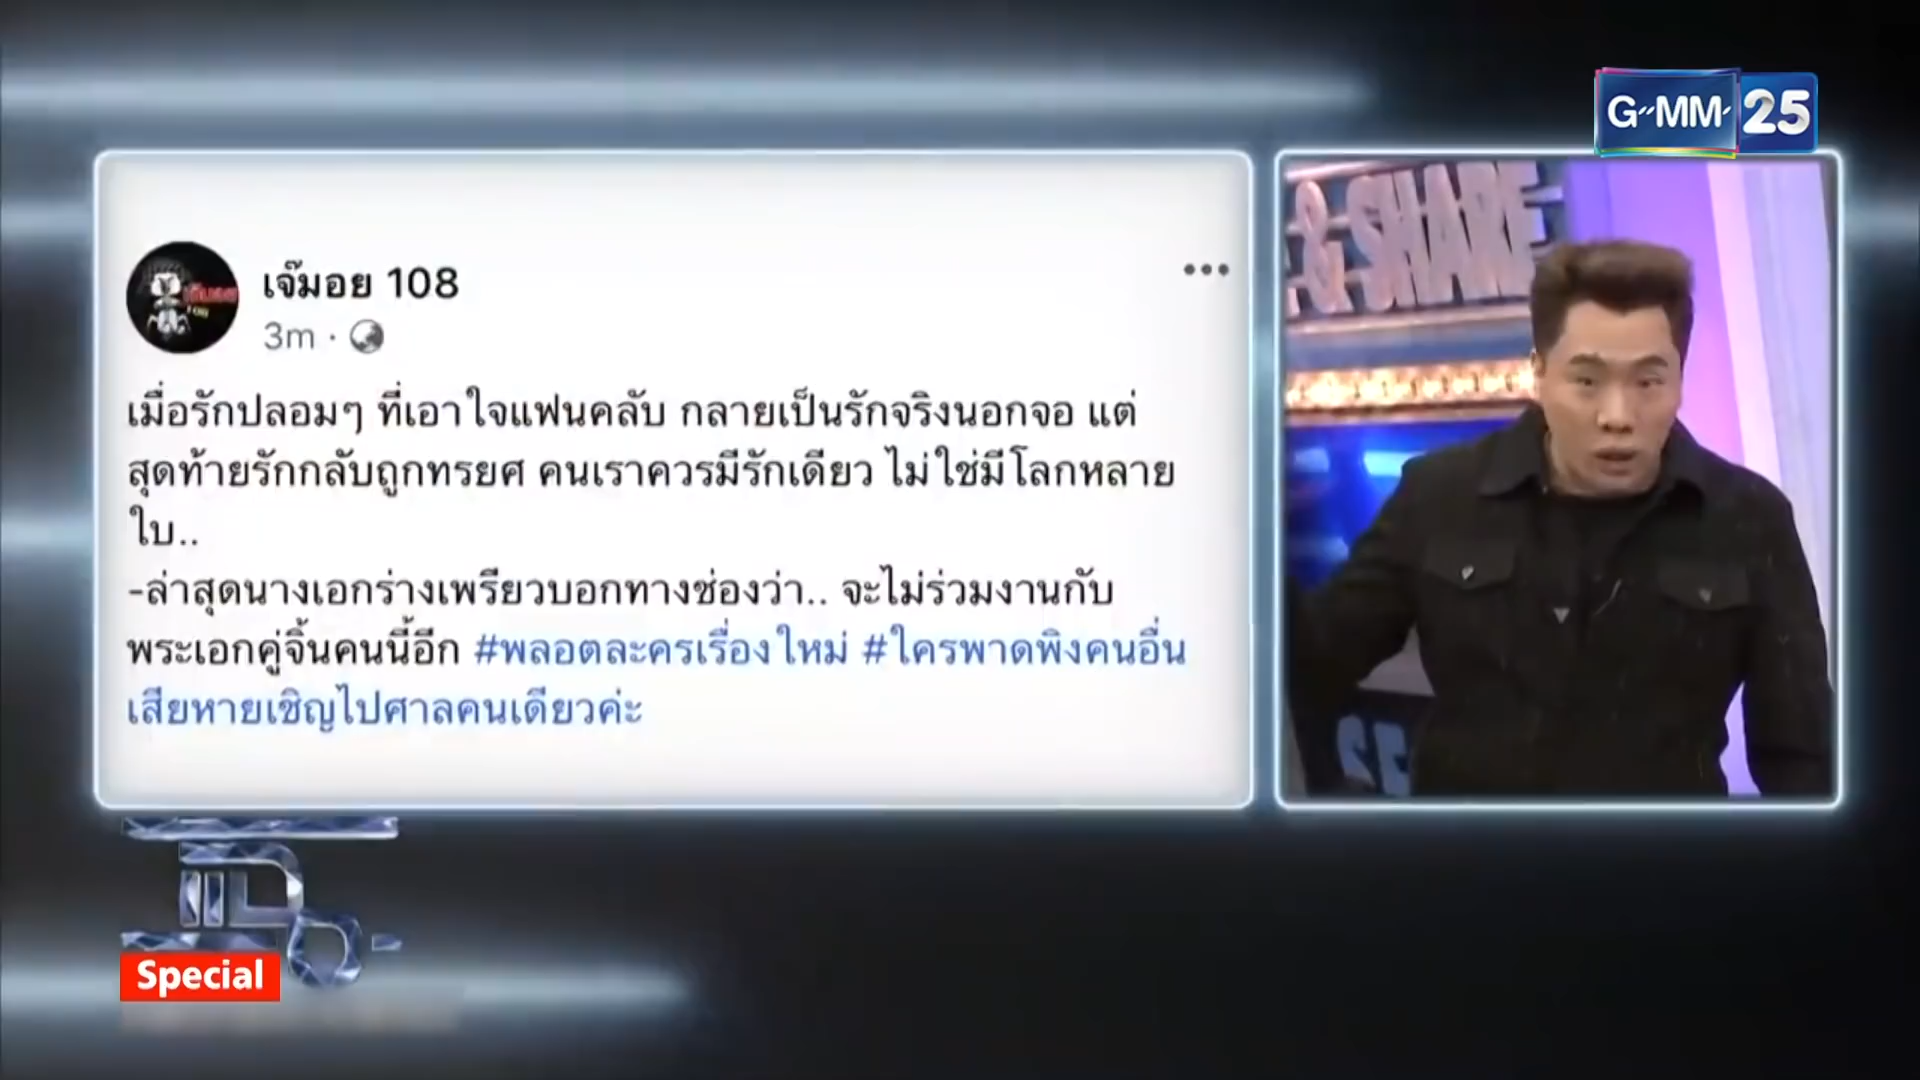 GMM 25
& SHARE
เจ๊มอย 108
3m
เมื่อรักปลอมๆ ที่เอาใจแฟนคลับ กลายเป็นรักจริงนอกจอ แต่
สุดท้ายรักกลับถูกทรยศ คนเราควรมีรักเดียว ไม่ใช่มีโลกหลาย
ใบ..
-ล่าสุดนางเอกร่างเพรียวบอกทางช่องว่า.. จะไม่ร่วมงานกับ
พระเอกคู่จิ้นคนนี้อีก #พลอตละครเรื่องใหม่ #ใครพาดพิงคนอื่น
เสียหายเชิญไปศาลคนเดียวค่ะ
แฉ
Special